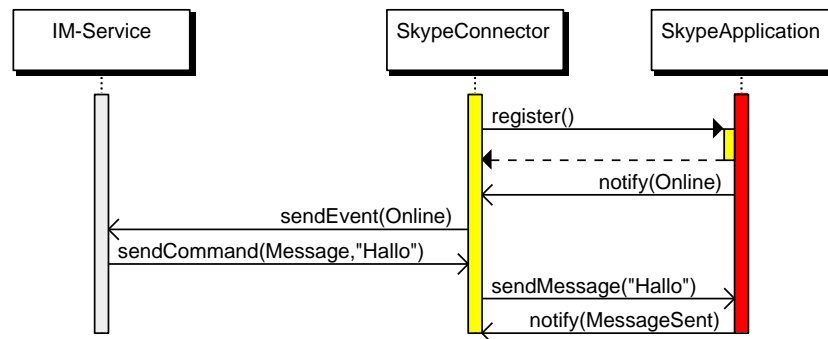 IM-Service
SkypeConnector
SkypeApplication
register()
notify(Online)
sendEvent(Online)
sendCommand(Message,"Hallo")
sendMessage("Hallo")
notify(MessageSent)